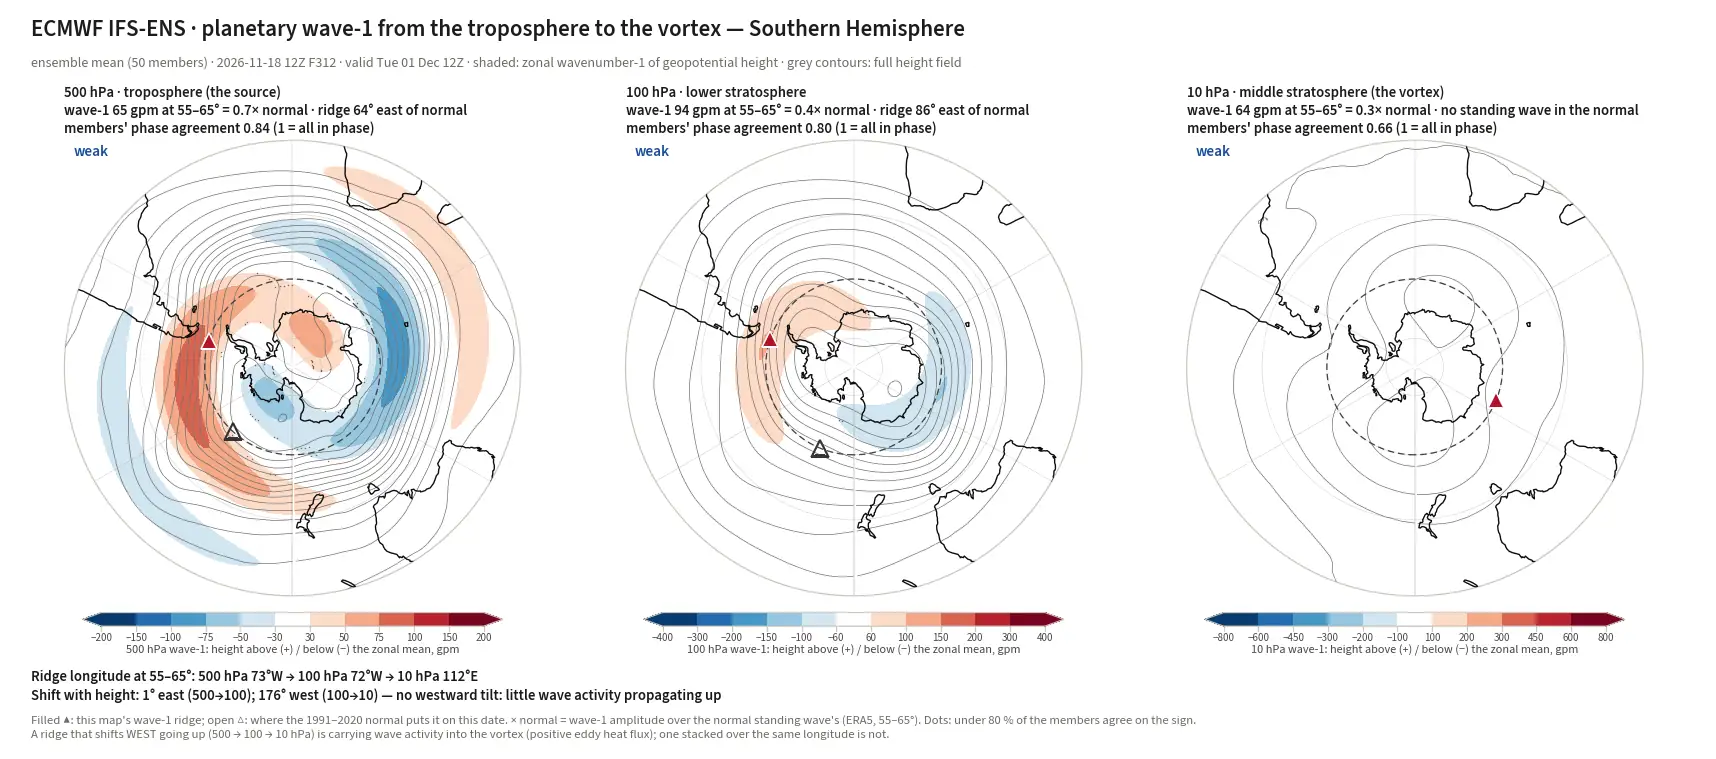 ECMWF IFS-ENS · planetary wave-1 from the troposphere to the vortex — Southern Hemisphere
ensemble mean (50 members) · 2026-11-18 12Z F312 · valid Tue 01 Dec 12Z · shaded: zonal wavenumber-1 of geopotential height · grey contours: full height field
500 hPa · troposphere (the source)
wave-1 65 gpm at 55–65° = 0.7× normal · ridge 64° east of normal
members' phase agreement 0.84 (1 = all in phase)
weak
100 hPa · lower stratosphere
wave-1 94 gpm at 55–65° = 0.4× normal · ridge 86° east of normal
members' phase agreement 0.80 (1 = all in phase)
weak
10 hPa · middle stratosphere (the vortex)
wave-1 64 gpm at 55–65° = 0.3× normal · no standing wave in the normal
members' phase agreement 0.66 (1 = all in phase)
weak
−200 −150 −100 −75 −50 −30 30 50 75 100 150 200
500 hPa wave-1: height above (+) / below (−) the zonal mean, gpm
−400 −300 −200 −150 −100 −60 60 100 150 200 300 400
100 hPa wave-1: height above (+) / below (−) the zonal mean, gpm
−800 −600 −450 −300 −200 −100 100 200 300 450 600 800
10 hPa wave-1: height above (+) / below (−) the zonal mean, gpm
Ridge longitude at 55–65°: 500 hPa 73°W → 100 hPa 72°W → 10 hPa 112°E
Shift with height: 1° east (500→100); 176° west (100→10) — no westward tilt: little wave activity propagating up
Filled ▲: this map's wave-1 ridge; open △: where the 1991–2020 normal puts it on this date. × normal = wave-1 amplitude over the normal standing wave's (ERA5, 55–65°). Dots: under 80 % of the members agree on the sign.
A ridge that shifts WEST going up (500 → 100 → 10 hPa) is carrying wave activity into the vortex (positive eddy heat flux); one stacked over the same longitude is not.